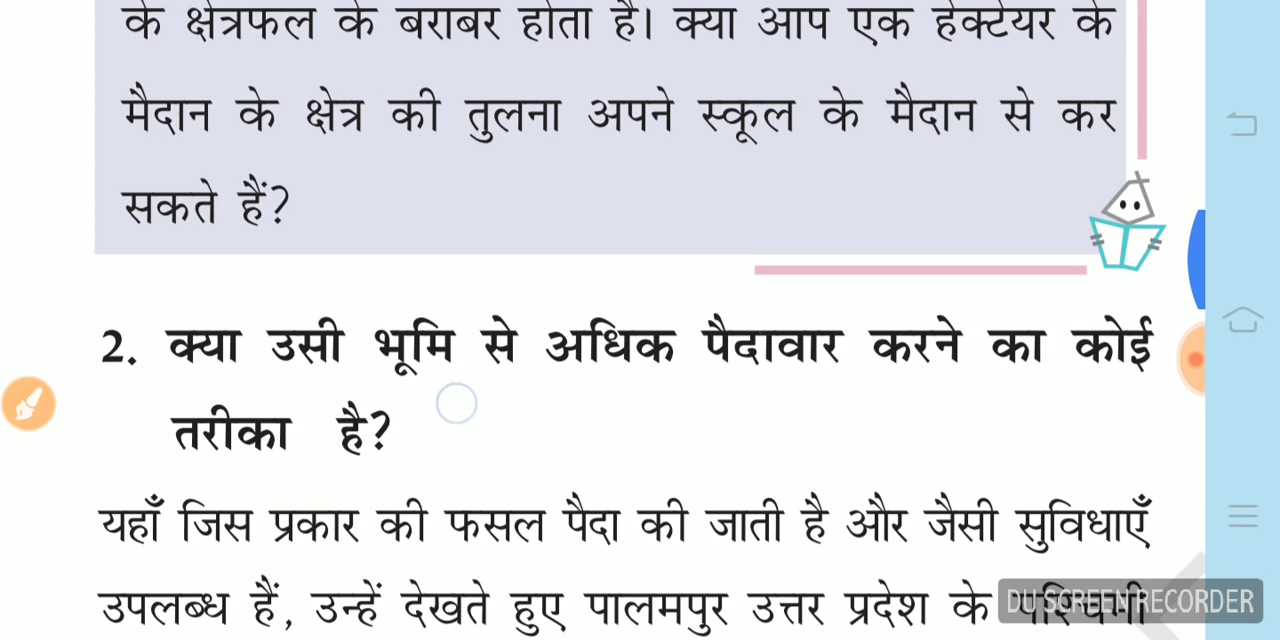 के क्षेत्रफल के बराबर होता है। क्या आप एक हेक्टेयर के
मैदान के क्षेत्र की तुलना अपने स्कूल के मैदान से कर
सकते हैं?
2. क्या उसी भूमि से अधिक पैदावार करने का कोई
तरीका है?
यहाँ जिस प्रकार की फसल पैदा की जाती है और जैसी सुविधाएँ
उपलब्ध हैं, उन्हें देखते हुए पालमपुर उत्तर प्रदेश के
DU SCREEN RECORDER